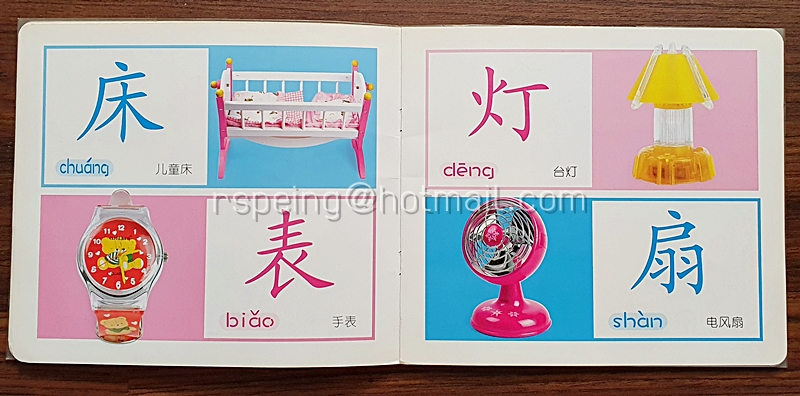 床
chuáng 儿童床
表
biǎo 手表
灯
dēng 台灯
扇
shàn 电风扇
rspeing@hotmail.com